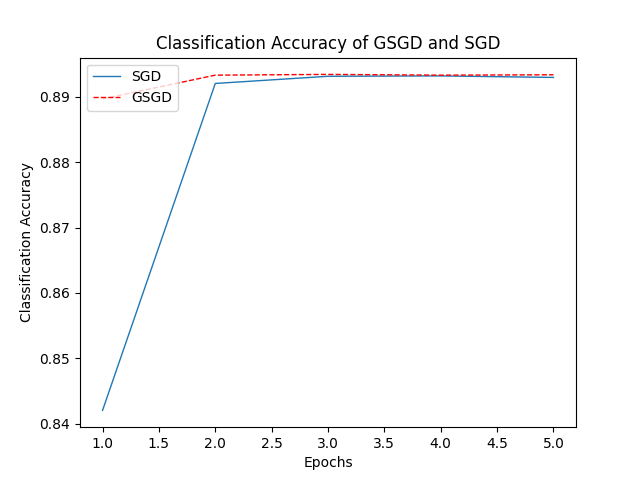 Classification Accuracy of GSGD and SGD
SGD
GSGD
0.89
0.88
0.87
0.86
0.85
0.84
Classification Accuracy
1.0 1.5 2.0 2.5 3.0 3.5 4.0 4.5 5.0
Epochs